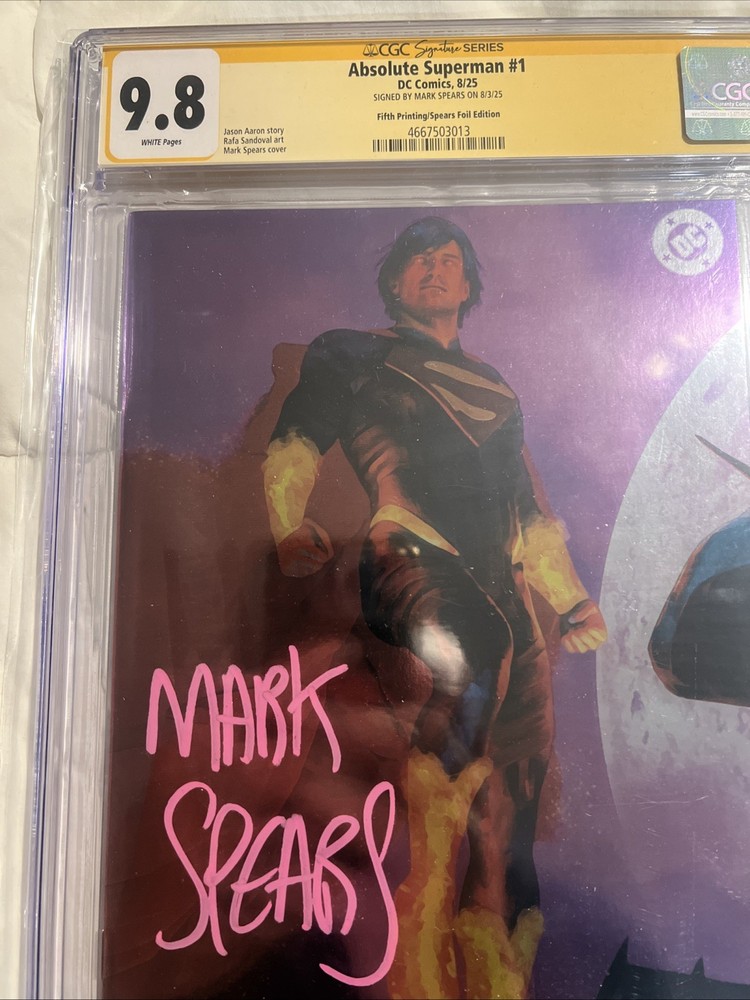 CGC Signature SERIES
Absolute Superman #1
DC Comics, 8/25
SIGNED BY MARK SPEARS ON 8/3/25
Fifth Printing/Spears Foil Edition
4667503013
9.8
WHITE Pages
Jason Aaron story
Rafa Sandoval art
Mark Spears cover
CGC
DC
MARK
SPEARS